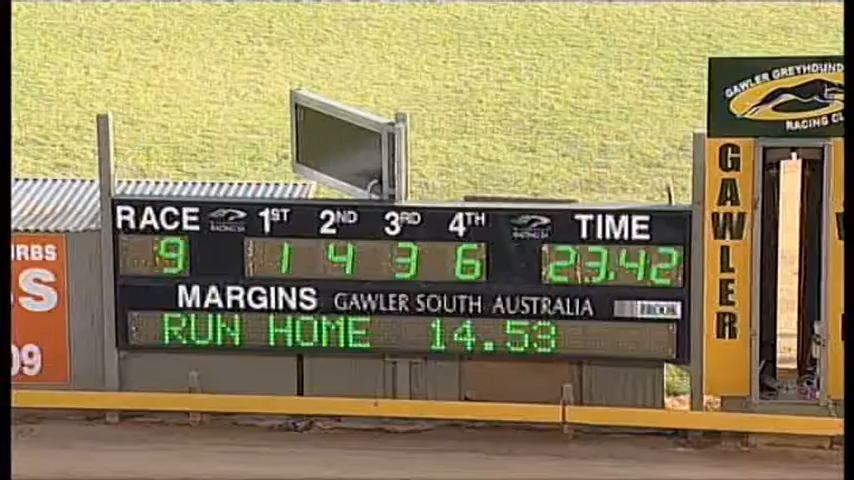 GAWLER GREYHOUND
RACING CL
RACE 1ST 2ND 3RD 4TH TIME
9 1 4 3 6 23.42
MARGINS GAWLER SOUTH AUSTRALIA
RUN HOME 14.53
GAWLER
RBS
S
09